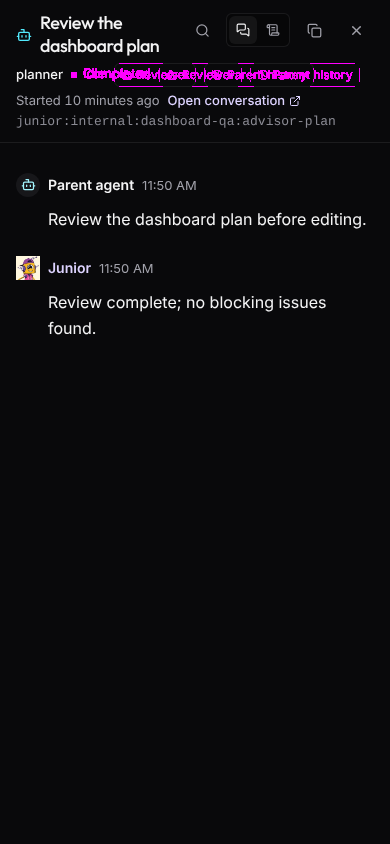 Review the
dashboard plan
planner
Started 10 minutes ago Open conversation
junior:internal:dashboard-qa:advisor-plan
Parent agent 11:50 AM
Review the dashboard plan before editing.
Junior 11:50 AM
Review complete; no blocking issues
found.